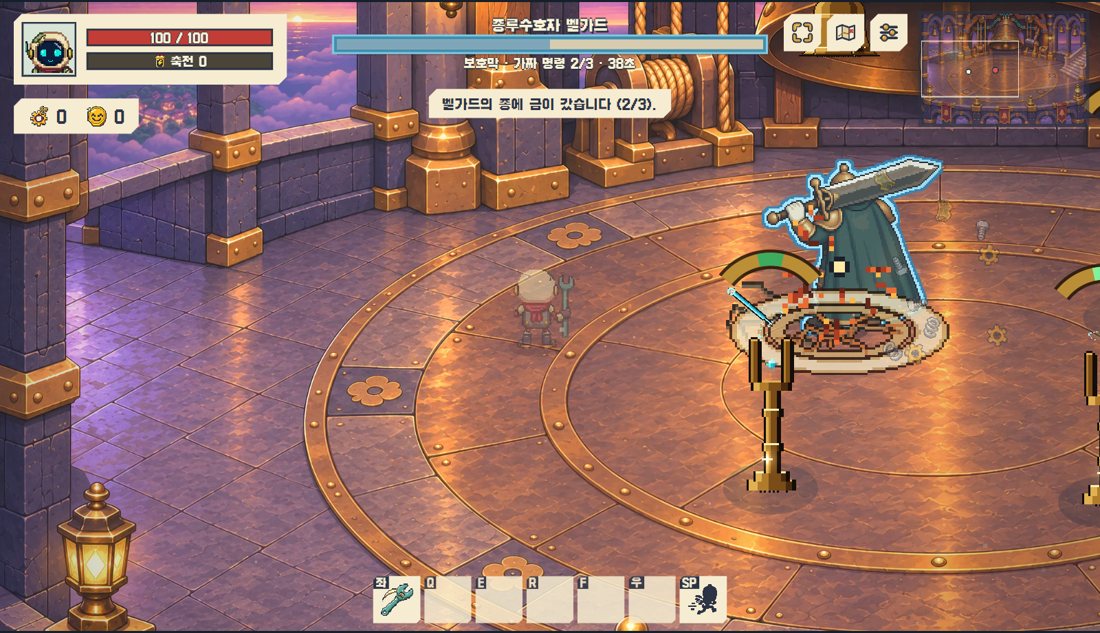 종루수호자 벨가드
100 / 100
축전 0
보호막 · 가짜 명령 2/3 · 38초
0 0
벨가드의 종에 금이 갔습니다 (2/3).
좌 Q E R F 우 SP